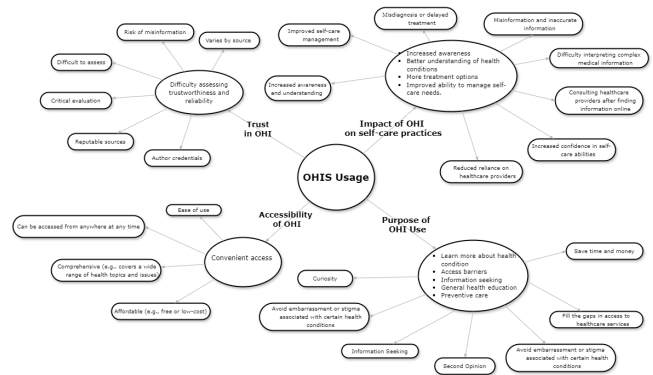 Risk of misinformation
Varies by source
Difficult to assess
Critical evaluation
Reputable sources
Author credentials
Difficulty assessing
trustworthiness and
reliability
Trust
in OHI
Misdiagnosis or delayed
treatment
Improved self-care
management
Increased awareness
and understanding
Misinformation and inaccurate
information
Difficulty interpreting complex
medical information
Consulting healthcare
providers after finding
information online
Increased confidence in self-
care abilities
Reduced reliance on
healthcare providers
• Increased awareness
• Better understanding of health
conditions
• More treatment options
• Improved ability to manage self-
care needs.
Impact of OHI
on self-care practices
OHIS Usage
Accessibility
of OHI
Ease of use
Can be accessed from anywhere at any time
Comprehensive (e.g., covers a wide
range of health topics and issues)
Affordable (e.g., free or low-cost)
Convenient access
Purpose of
OHI Use
• Learn more about health
condition
• Access barriers
• Information seeking
• General health education
• Preventive care
Save time and money
Curiosity
Avoid embarrassment or stigma
associated with certain health
conditions
Information Seeking
Second Opinion
Avoid embarrassment or stigma
associated with certain health
conditions
Fill the gaps in access to
healthcare services